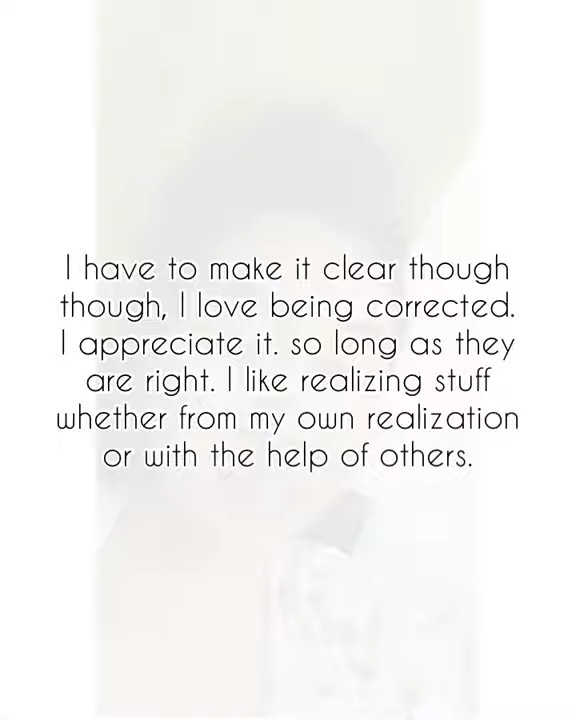 I have to make it clear though
though, I love being corrected.
I appreciate it. so long as they
are right. I like realizing stuff
whether from my own realization
or with the help of others.